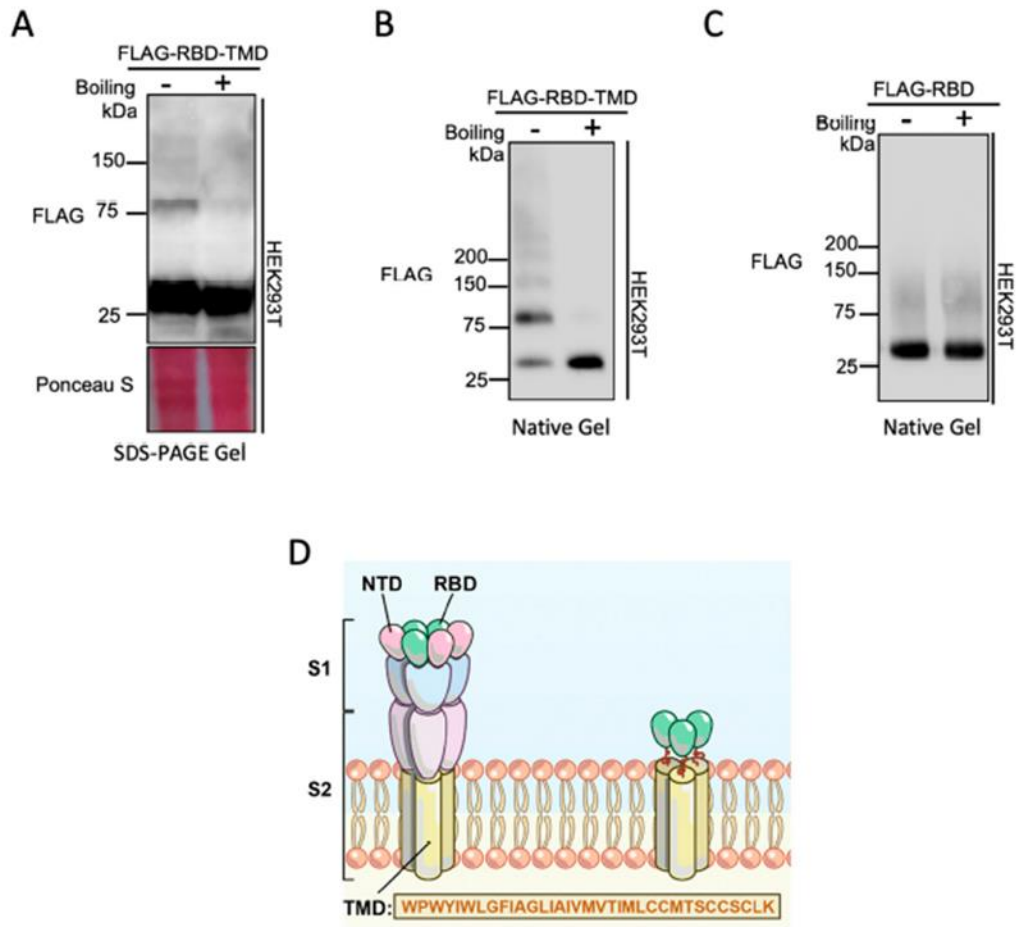 A
FLAG-RBD-TMD
Boiling - +
kDa
150
FLAG 75
25
HEK293T
Ponceau S
SDS-PAGE Gel
B
FLAG-RBD-TMD
Boiling - +
kDa
200
150
FLAG
75
25
HEK293T
Native Gel
C
FLAG-RBD
Boiling - +
kDa
200
FLAG
150
75
25
HEK293T
Native Gel
D
NTD RBD
S1
S2
TMD: WPWYIWLGFIAGLIAIVMVTIMLCCMTSCCSCLK